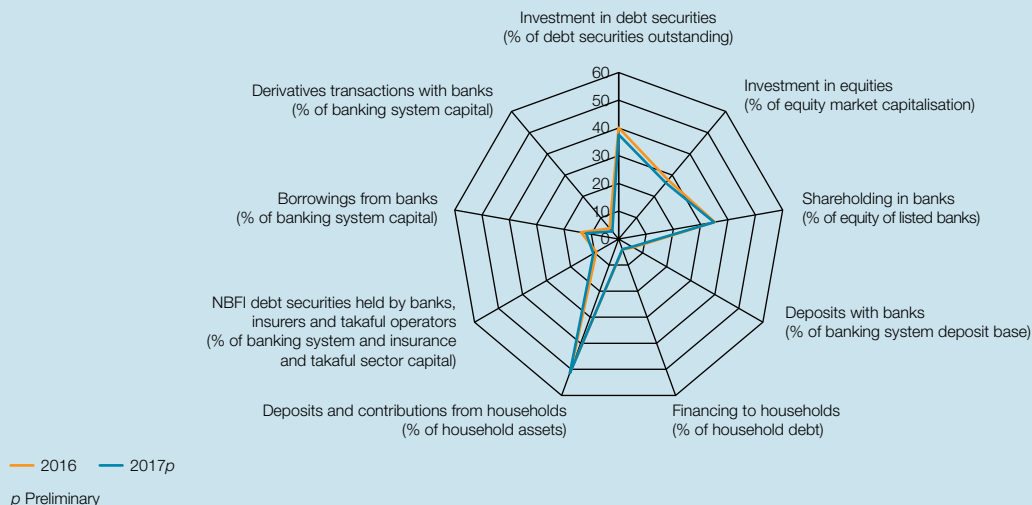 Investment in debt securities
(% of debt securities outstanding)
Derivatives transactions with banks
(% of banking system capital)
Investment in equities
(% of equity market capitalisation)
60
50
40
30
20
10
0
Borrowings from banks
(% of banking system capital)
Shareholding in banks
(% of equity of listed banks)
NBFI debt securities held by banks,
insurers and takaful operators
(% of banking system and insurance
and takaful sector capital)
Deposits with banks
(% of banking system deposit base)
Deposits and contributions from households
(% of household assets)
Financing to households
(% of household debt)
2016 2017p
p Preliminary